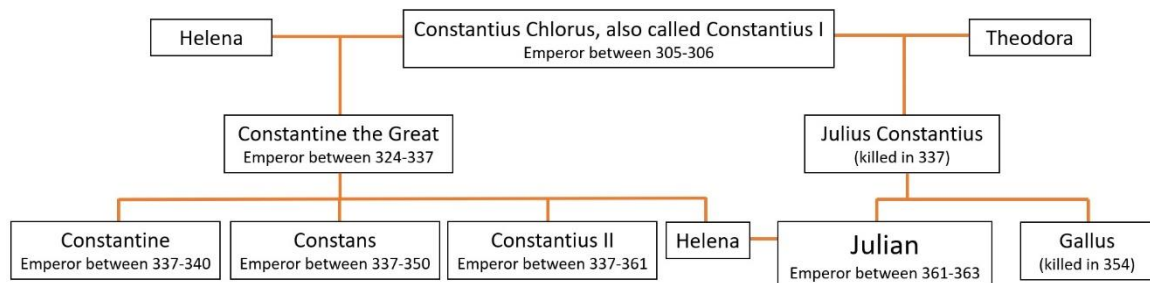 Helena
Constantius Chlorus, also called Constantius I
Emperor between 305-306
Theodora
Constantine the Great
Emperor between 324-337
Julius Constantius
(killed in 337)
Constantine
Emperor between 337-340
Constans
Emperor between 337-350
Constantius II
Emperor between 337-361
Helena
Julian
Emperor between 361-363
Gallus
(killed in 354)